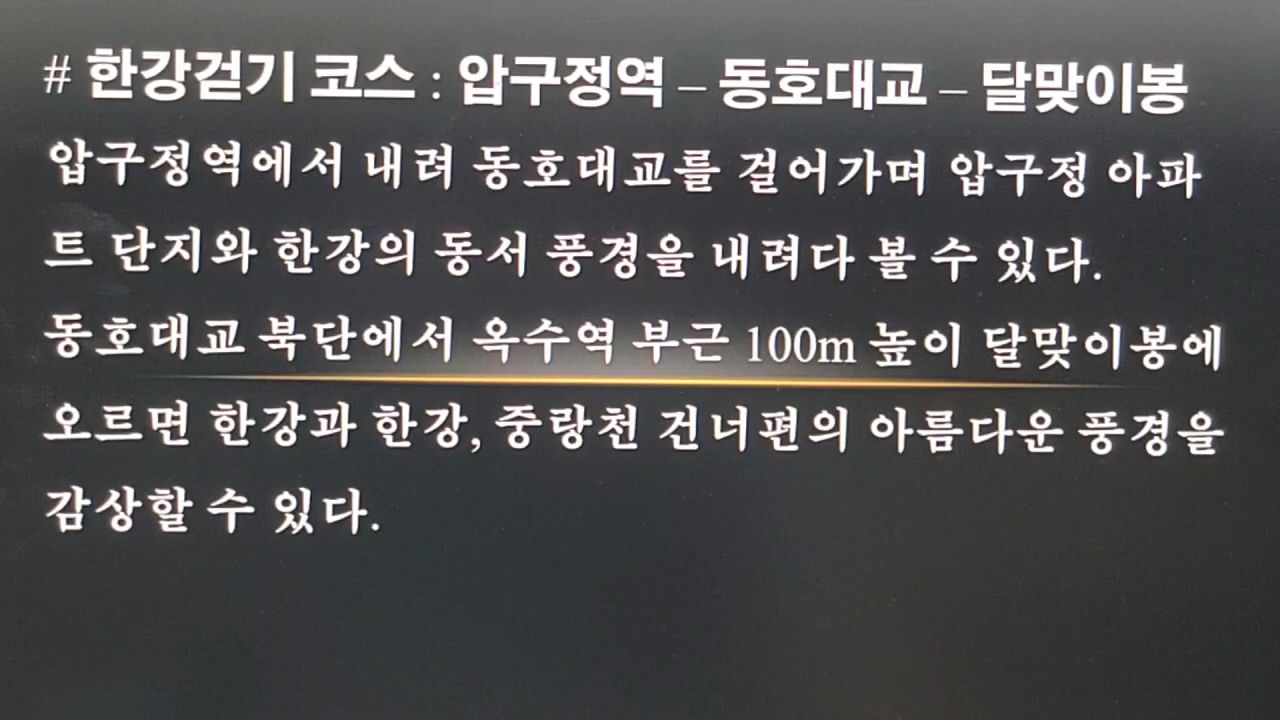 # 한강걷기 코스 : 압구정역 – 동호대교 – 달맞이봉
압구정역에서 내려 동호대교를 걸어가며 압구정 아파
트 단지와 한강의 동서 풍경을 내려다 볼 수 있다.
동호대교 북단에서 옥수역 부근 100m 높이 달맞이봉에
오르면 한강과 한강, 중랑천 건너편의 아름다운 풍경을
감상할 수 있다.